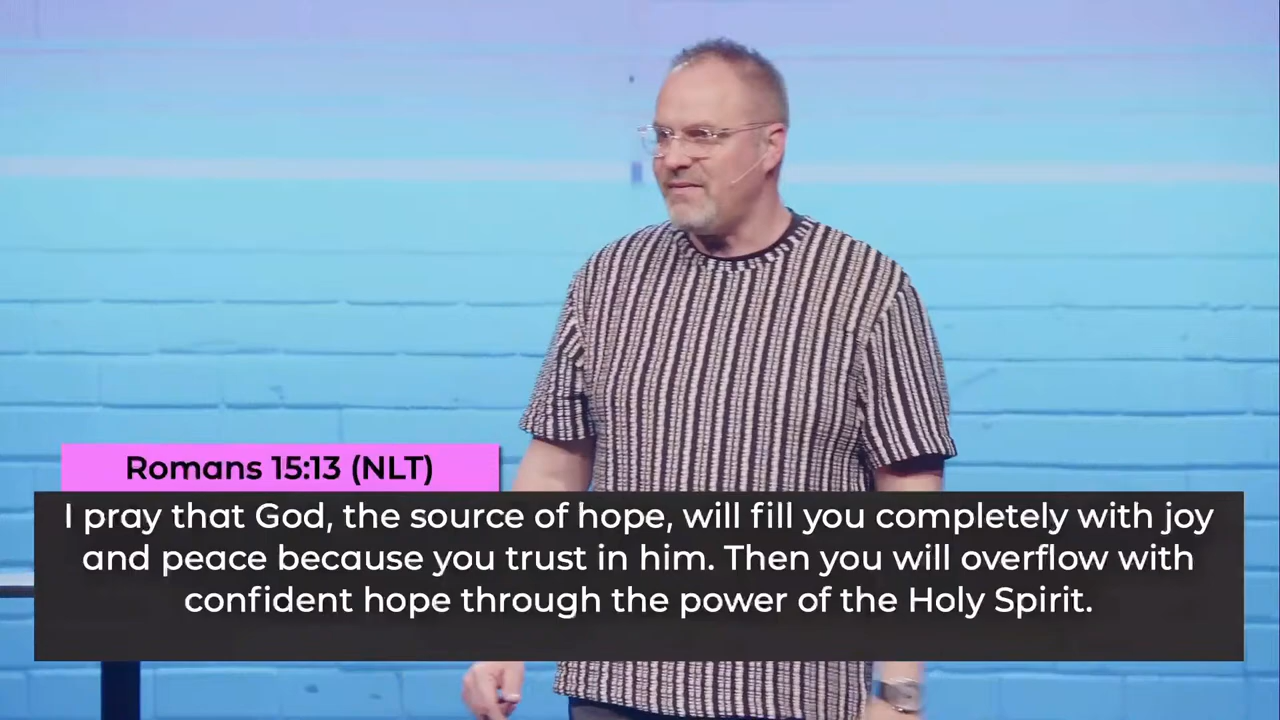 Romans 15:13 (NLT)
I pray that God, the source of hope, will fill you completely with joy
and peace because you trust in him. Then you will overflow with
confident hope through the power of the Holy Spirit.